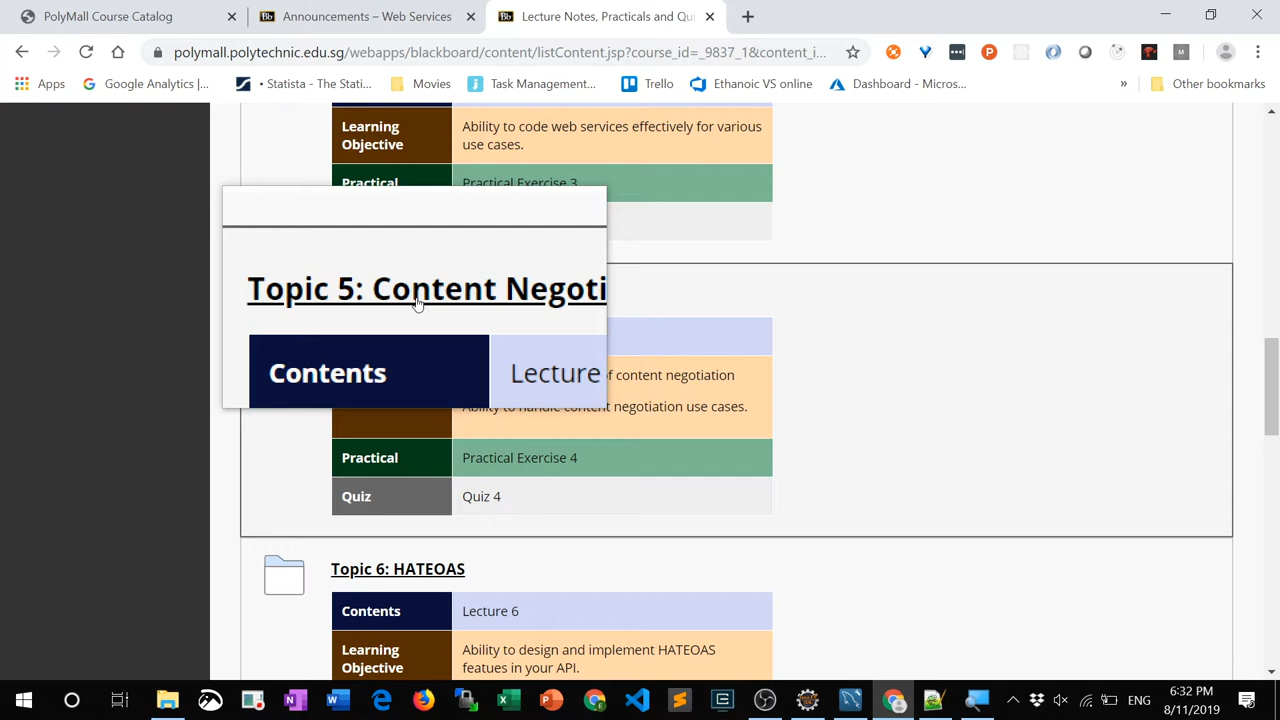 PolyMall Course Catalog
Announcements – Web Services
Lecture Notes, Practicals and Qui
polymall.polytechnic.edu.sg/webapps/blackboard/content/listContent.jsp?course_id=_9837_1&content_i...
Apps
Google Analytics |...
• Statista - The Stati...
Movies
Task Management...
Trello
Ethanoic VS online
Dashboard - Micros...
»
Other bookmarks
Learning Objective
Ability to code web services effectively for various
use cases.
Practical
Practical Exercise 3
Topic 5: Content Negoti
Contents
Lecture
of content negotiation
Ability to handle content negotiation use cases.
Practical
Practical Exercise 4
Quiz
Quiz 4
Topic 6: HATEOAS
Contents
Lecture 6
Learning
Objective
Ability to design and implement HATEOAS
featues in your API.
ENG
6:32 PM
8/11/2019